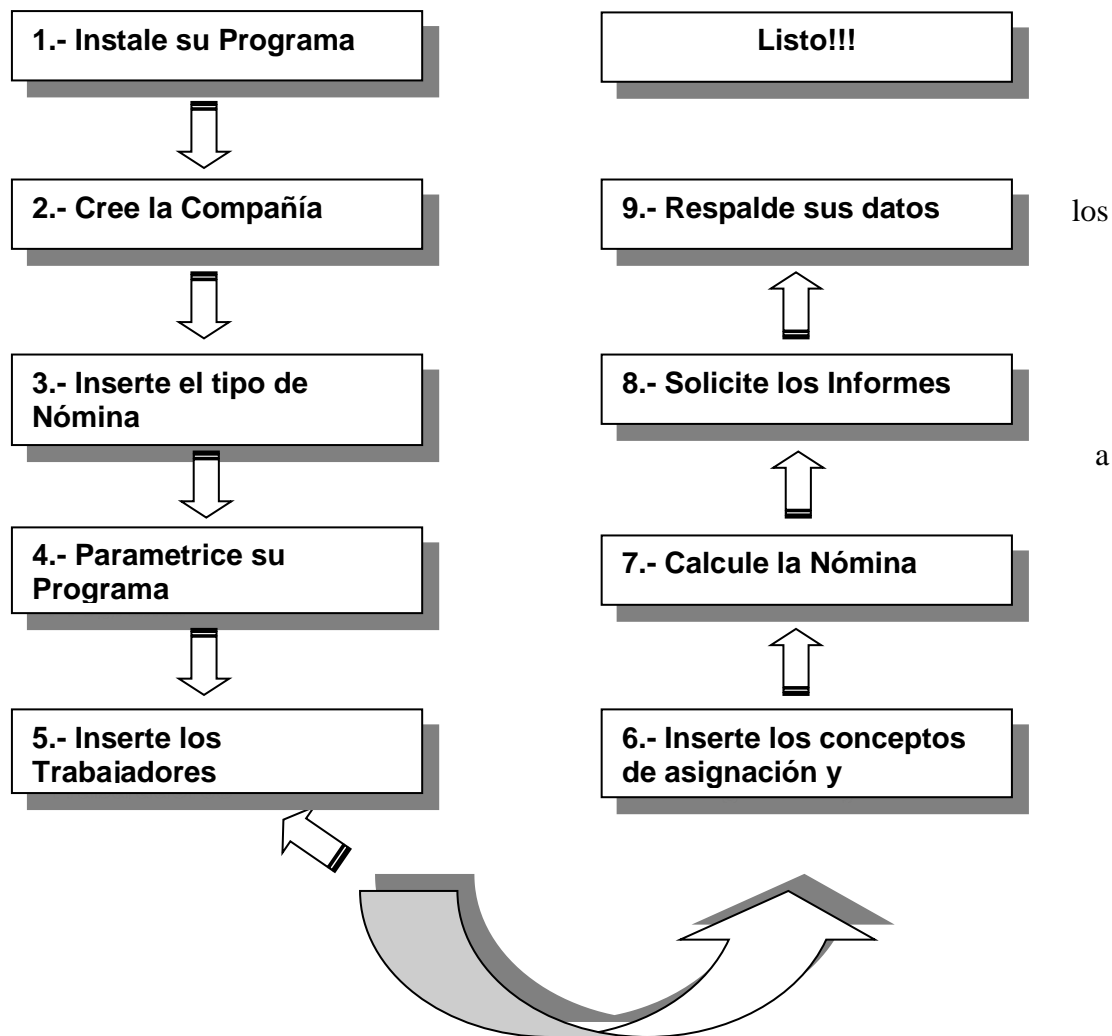 1.- Instale su Programa
Listo!!!
2.- Cree la Compañía
9.- Respalde sus datos
los
3.- Inserte el tipo de
Nómina
8.- Solicite los Informes
a
4.- Parametrice su
Programa
7.- Calcule la Nómina
5.- Inserte los
Trabajadores
6.- Inserte los conceptos
de asignación y